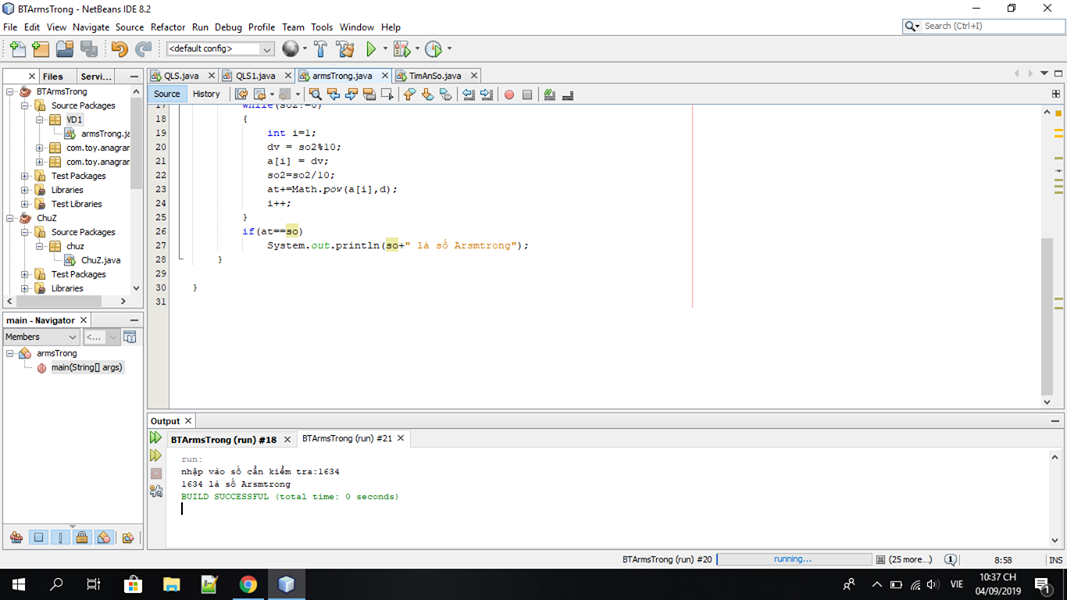 BTArmsTrong - NetBeans IDE 8.2
File Edit View Navigate Source Refactor Run Debug Profile Team Tools Window Help
Search (Ctrl+I)
<default config>
Files Servi...
QLS.java QLS1.java armsTrong.java TimAnSo.java
Source History
BTArmsTrong
Source Packages
VD1
armsTrong.ja
com.toy.anagrar
com.toy.anagrar
Test Packages
Libraries
Test Libraries
ChuZ
Source Packages
chuz
ChuZ.java
Test Packages
Libraries
17 while(so2!=0)
18 {
19 int i=1;
20 dv = so2%10;
21 a[i] = dv;
22 so2=so2/10;
23 at+=Math.pow(a[i],d);
24 i++;
25 }
26 if(at==so)
27 System.out.println(so+" là số Arsmtrong");
28 }
29
30 }
31
main - Navigator
Members <...
armsTrong
main(String[] args)
Output
BTArmsTrong (run) #18 BTArmsTrong (run) #21
run:
nhập vào số cần kiểm tra:1634
1634 là số Arsmtrong
BUILD SUCCESSFUL (total time: 0 seconds)
BTArmsTrong (run) #20 running... (25 more...) 1 8:58 INS
VIE
10:37 CH
04/09/2019
1